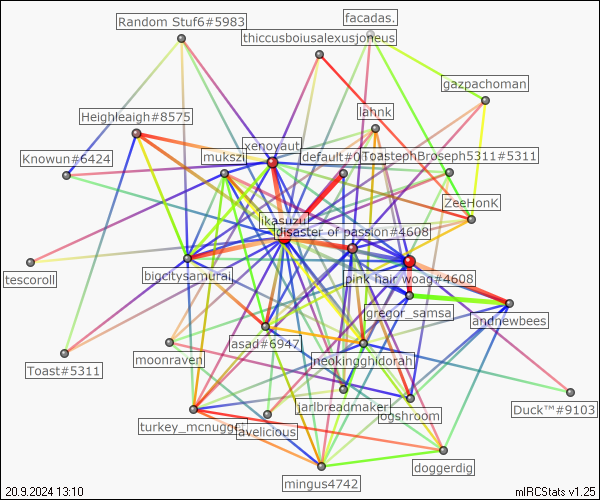 facadas.
Random Stuf6#5983
thiccusboiusalexusjoneus
gazpachoman
lahnk
Heighleaigh#8575
xenovaut
Knowun#6424
mukszi
default#0
ToastephBroseph5311#5311
ZeeHonK
ikasuzu
disaster of passion#4608
tescoroll
bigcitysamurai
pink hair woag#4608
gregor_samsa
andnewbees
asad#6947
moonraven
neokingghidorah
Toast#5311
jarlbreadmaker
ogshroom
Duck™#9103
turkey_mcnugget
avelicious
doggerdig
mingus4742
20.9.2024 13:10
mIRCStats v1.25